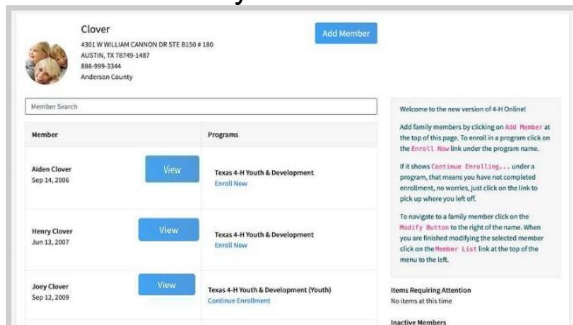 Clover
4301 W WILLIAM CANNON DR STE B150 # 180
AUSTIN, TX 78749-1487
888-999-3344
Anderson County
Add Member
Member Search
Member Programs
Aiden Clover
Sep 14, 2006
View
Texas 4-H Youth & Development
Enroll Now
Henry Clover
Jun 13, 2007
View
Texas 4-H Youth & Development
Enroll Now
Joey Clover
Sep 12, 2009
View
Texas 4-H Youth & Development (Youth)
Continue Enrollment
Welcome to the new version of 4-H Online!
Add family members by clicking on Add Member at
the top of this page. To enroll in a program click on
the Enroll Now link under the program name.
If it shows Continue Enrolling... under a
program, that means you have not completed
enrollment, no worries, just click on the link to
pick up where you left off.
To navigate to a family member click on the
Modify Button to the right of the name. When
you are finished modifying the selected member
click on the Member List link at the top of the
menu to the left.
Items Requiring Attention
No items at this time
Inactive Members